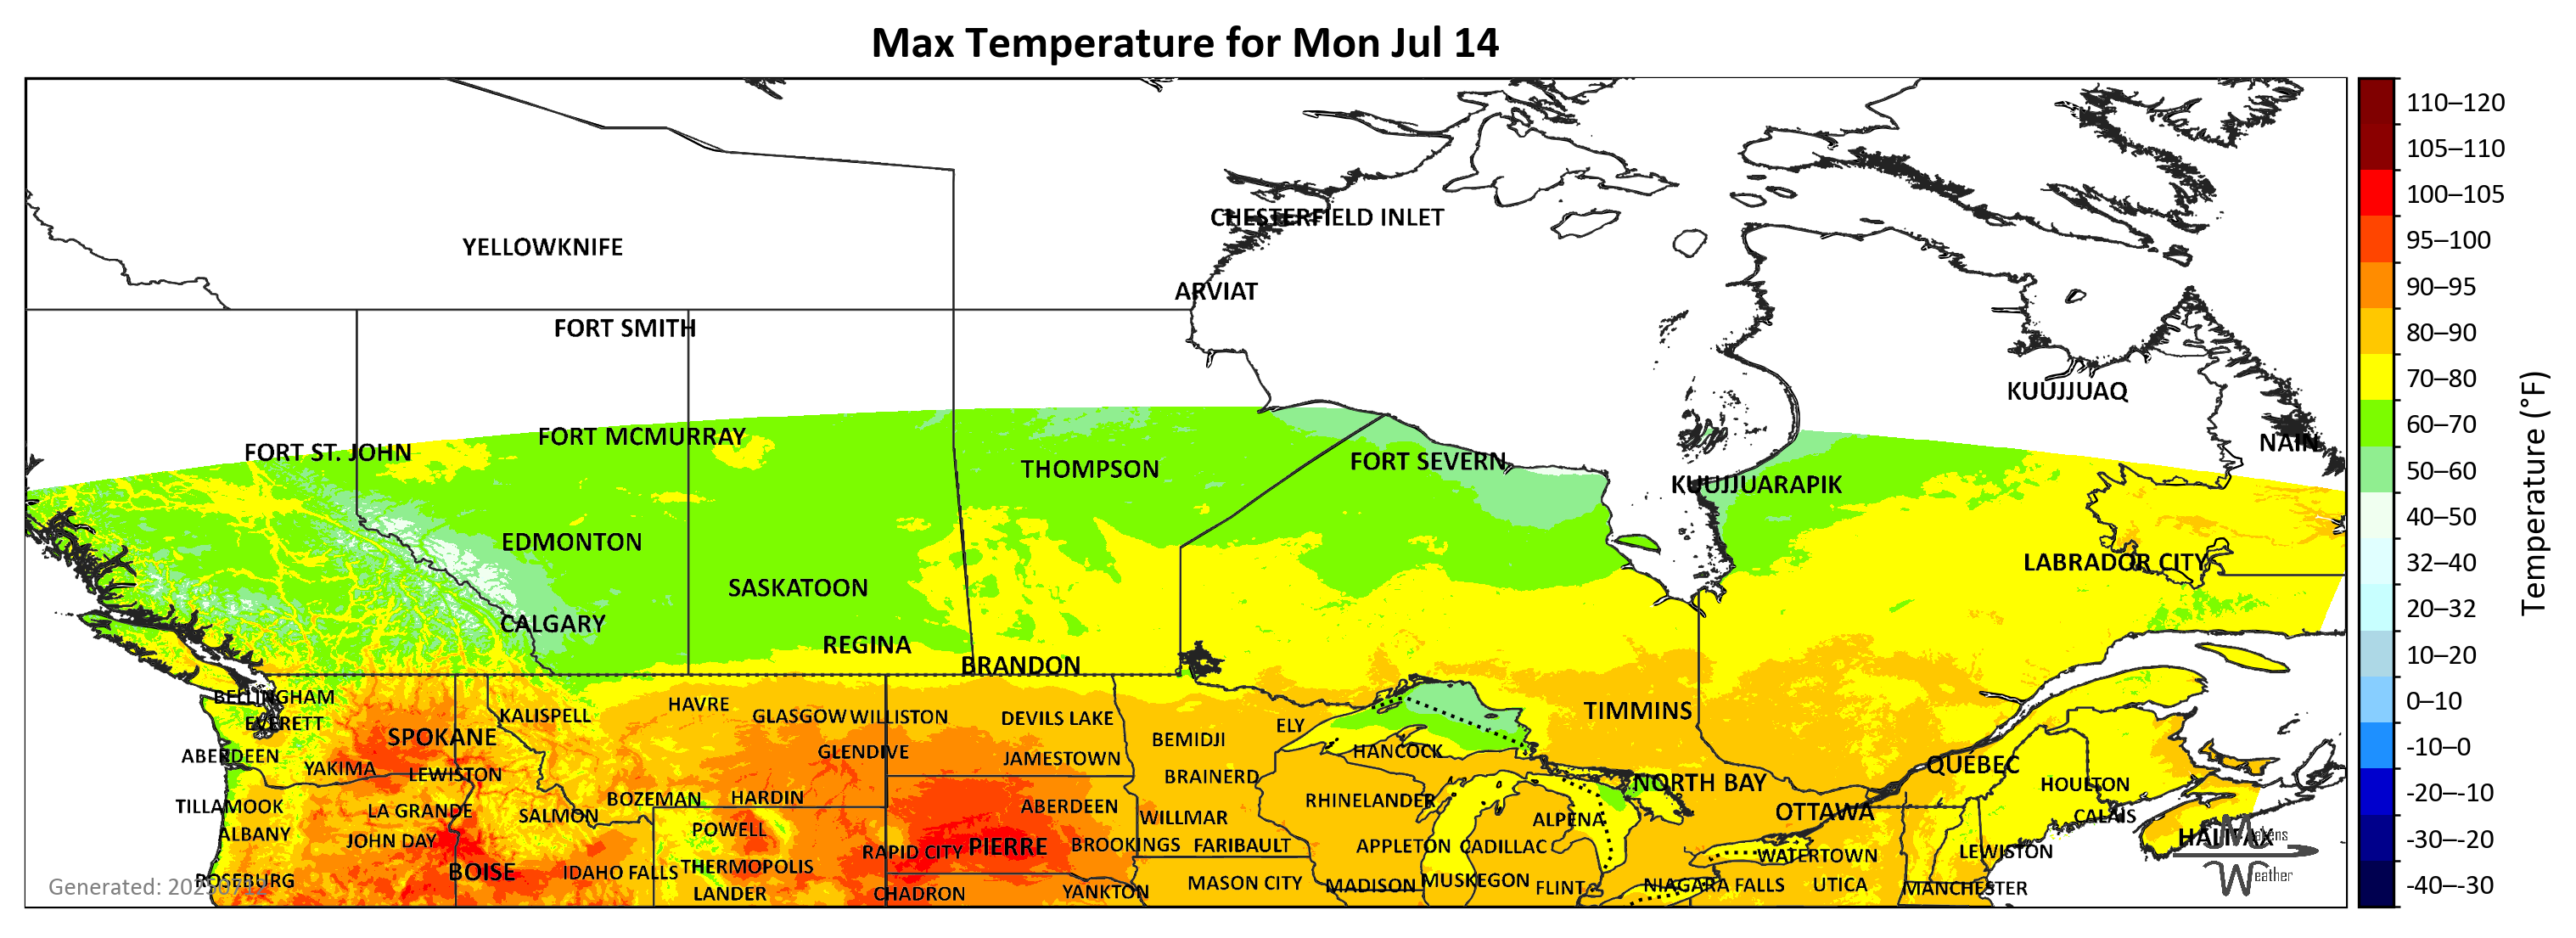 Max Temperature for Mon Jul 14
CHESTERFIELD INLET
YELLOWKNIFE
ARVIAT
FORT SMITH
KUUJJUAQ
FORT MCMURRAY
NAIN
FORT ST. JOHN
FORT SEVERN
THOMPSON
KUUJJUARAPIK
EDMONTON
LABRADOR CITY
SASKATOON
CALGARY
REGINA
BRANDON
BELLINGHAM
HAVRE
KALISPELL
GLASGOW
WILLISTON
DEVILS LAKE
TIMMINS
EVERETT
ELY
SPOKANE
BEMIDJI
GLENDIVE
HANCOCK
ABERDEEN
JAMESTOWN
QUEBEC
YAKIMA
LEWISTON
BRAINERD
NORTH BAY
HOULTON
BOZEMAN
HARDIN
RHINELANDER
TILLAMOOK
ABERDEEN
LA GRANDE
SALMON
OTTAWA
CALAIS
WILLMAR
ALPENA
POWELL
ALBANY
JOHN DAY
HALIFAX
Makens
Weather
BROOKINGS
FARIBAULT
APPLETON
CADILLAC
PIERRE
RAPID CITY
LEWISTON
WATERTOWN
THERMOPOLIS
BOISE
IDAHO FALLS
ROSEBURG
MUSKEGON
MASON CITY
MADISON
NIAGARA FALLS
UTICA
FLINT
MANCHESTER
YANKTON
LANDER
CHADRON
110–120
105–110
100–105
95–100
90–95
80–90
70–80
60–70
50–60
40–50
32–40
20–32
10–20
0–10
-10–0
-20–-10
-30–-20
-40–-30
Temperature (°F)